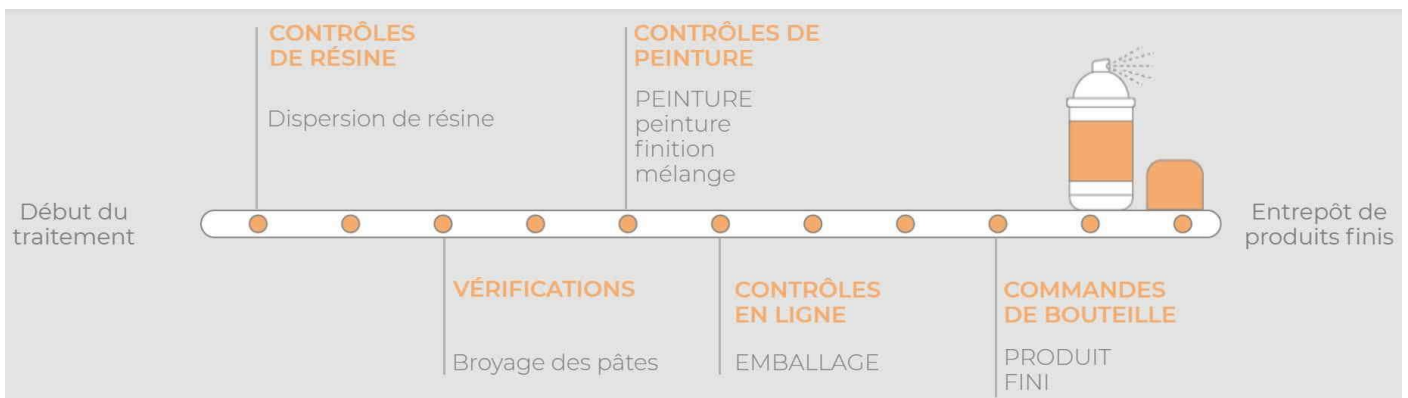 CONTRÔLES
DE RÉSINE
Dispersion de résine
CONTRÔLES DE
PEINTURE
PEINTURE
peinture
finition
mélange
Début du
traitement
Entrepôt de
produits finis
VÉRIFICATIONS
Broyage des pâtes
CONTRÔLES
EN LIGNE
EMBALLAGE
COMMANDES
DE BOUTEILLE
PRODUIT
FINI